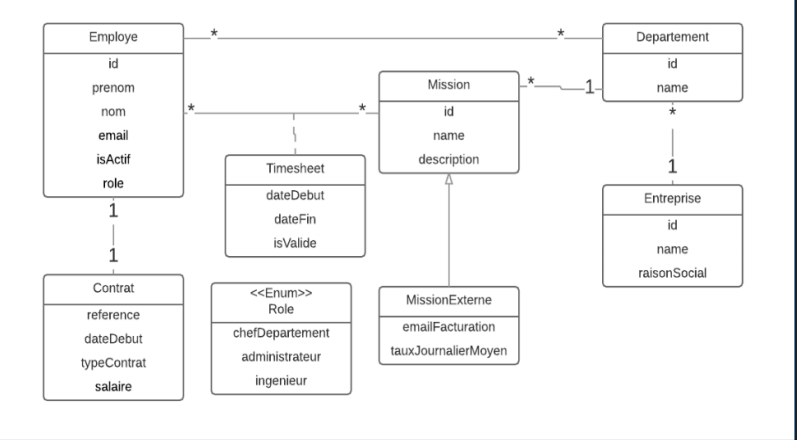 Employe
id
prenom
nom
email
isActif
role
* *
Departement
id
name
Mission
id
name
description
* 1
* *
Timesheet
dateDebut
dateFin
isValide
*
1
Entreprise
id
name
raisonSocial
1
1
Contrat
reference
dateDebut
typeContrat
salaire
<<Enum>>
Role
chefDepartement
administrateur
ingenieur
MissionExterne
emailFacturation
tauxJournalierMoyen